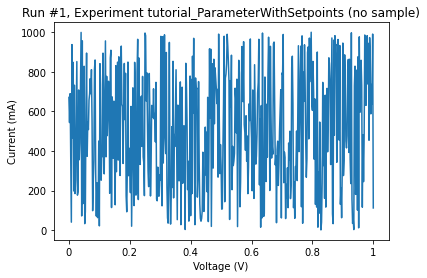 Run #1, Experiment tutorial_ParameterWithSetpoints (no sample)
1000
800
600
400
200
0
Current (mA)
0 0.2 0.4 0.6 0.8 1
Voltage (V)